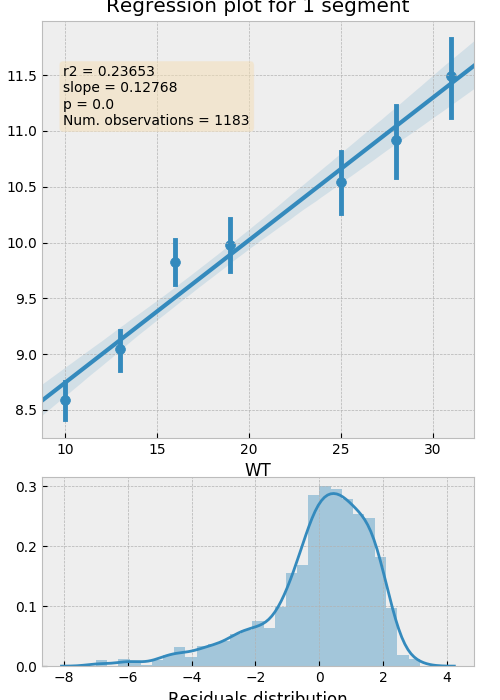 Regression plot for 1 segment
r2 = 0.23653
slope = 0.12768
p = 0.0
Num. observations = 1183
11.5
11.0
10.5
10.0
9.5
9.0
8.5
10 15 20 25 30
WT
0.3
0.2
0.1
0.0
−8 −6 −4 −2 0 2 4
Residuals distribution